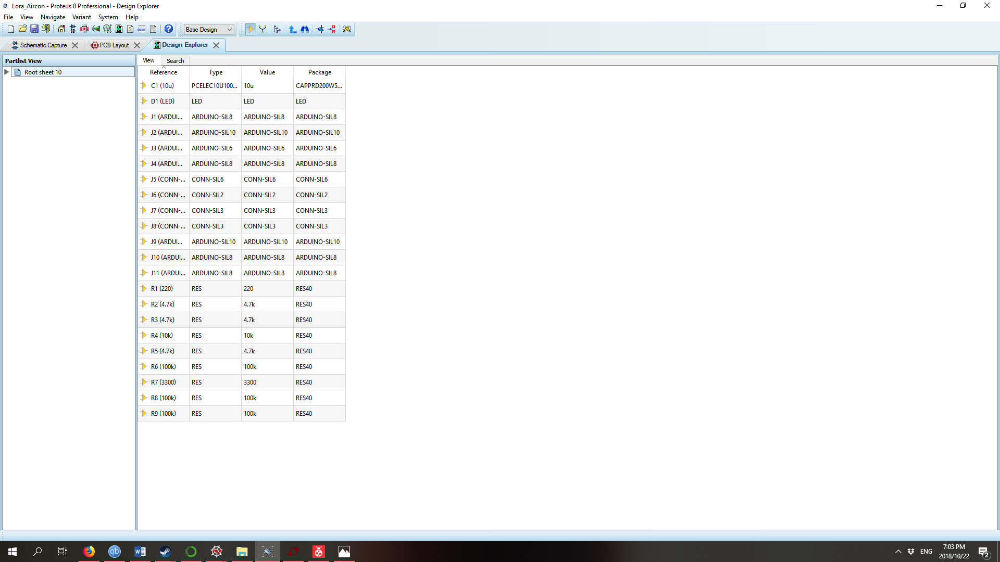 Lora_Aircon - Proteus 8 Professional - Design Explorer
File View Navigate Variant System Help
Base Design
Schematic Capture PCB Layout Design Explorer
Partlist View
Root sheet 10
View Search
Reference Type Value Package
C1 (10u) PCELEC10U100... 10u CAPPRD200W5...
D1 (LED) LED LED LED
J1 (ARDUI... ARDUINO-SIL8 ARDUINO-SIL8 ARDUINO-SIL8
J2 (ARDUI... ARDUINO-SIL10 ARDUINO-SIL10 ARDUINO-SIL10
J3 (ARDUI... ARDUINO-SIL6 ARDUINO-SIL6 ARDUINO-SIL6
J4 (ARDUI... ARDUINO-SIL8 ARDUINO-SIL8 ARDUINO-SIL8
J5 (CONN-... CONN-SIL6 CONN-SIL6 CONN-SIL6
J6 (CONN-... CONN-SIL2 CONN-SIL2 CONN-SIL2
J7 (CONN-... CONN-SIL3 CONN-SIL3 CONN-SIL3
J8 (CONN-... CONN-SIL3 CONN-SIL3 CONN-SIL3
J9 (ARDUI... ARDUINO-SIL10 ARDUINO-SIL10 ARDUINO-SIL10
J10 (ARDUI... ARDUINO-SIL8 ARDUINO-SIL8 ARDUINO-SIL8
J11 (ARDUI... ARDUINO-SIL8 ARDUINO-SIL8 ARDUINO-SIL8
R1 (220) RES 220 RES40
R2 (4.7k) RES 4.7k RES40
R3 (4.7k) RES 4.7k RES40
R4 (10k) RES 10k RES40
R5 (4.7k) RES 4.7k RES40
R6 (100k) RES 100k RES40
R7 (3300) RES 3300 RES40
R8 (100k) RES 100k RES40
R9 (100k) RES 100k RES40
qb
ENG
7:03 PM
2018/10/22
2